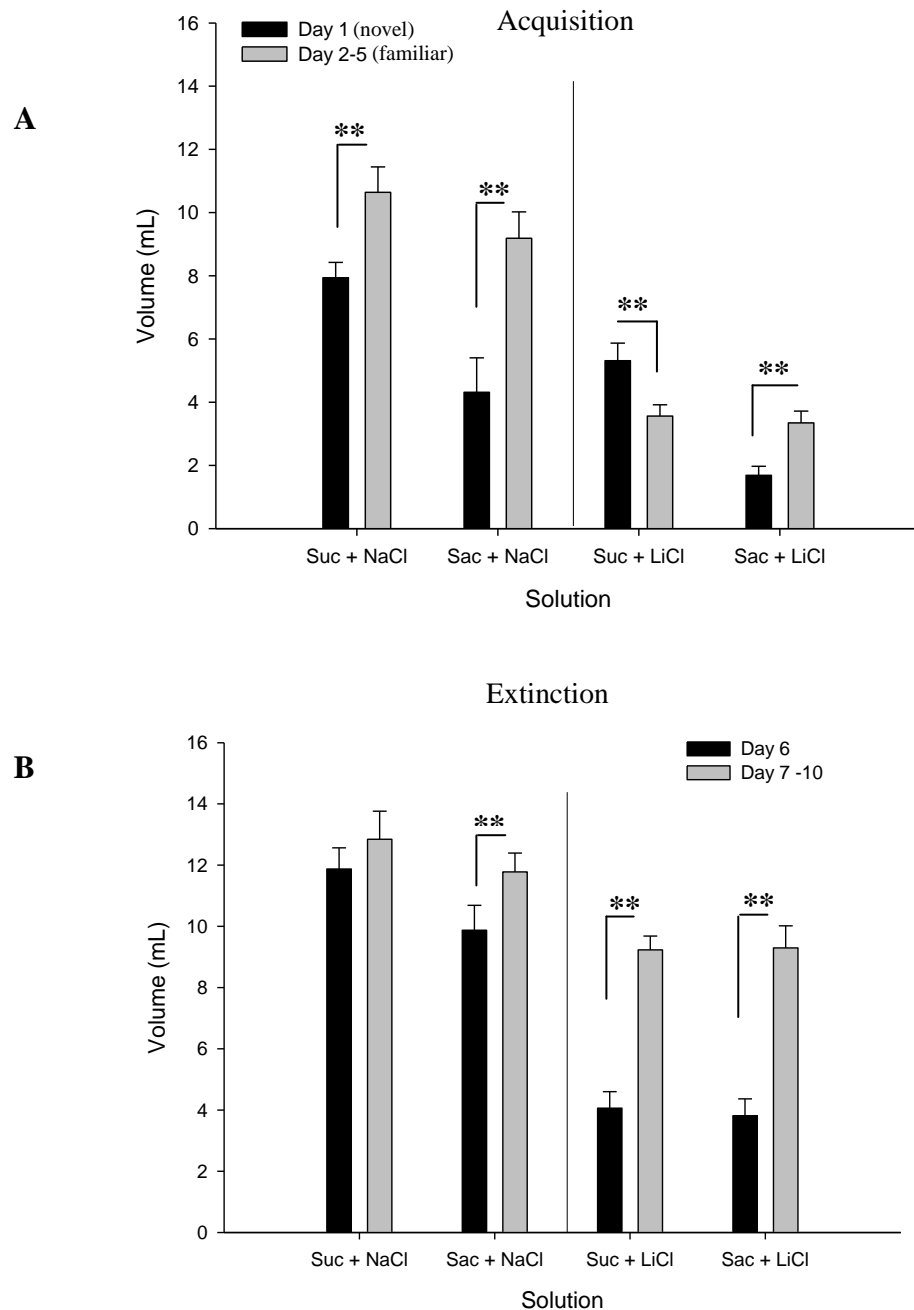 Acquisition
Day 1 (novel)
Day 2-5 (familiar)
A
16
14
12
10
8
6
4
2
0
Volume (mL)
**
**
**
**
Suc + NaCl Sac + NaCl Suc + LiCl Sac + LiCl
Solution
Extinction
B
Day 6
Day 7 -10
16
14
12
10
8
6
4
2
0
Volume (mL)
**
**
**
Suc + NaCl Sac + NaCl Suc + LiCl Sac + LiCl
Solution